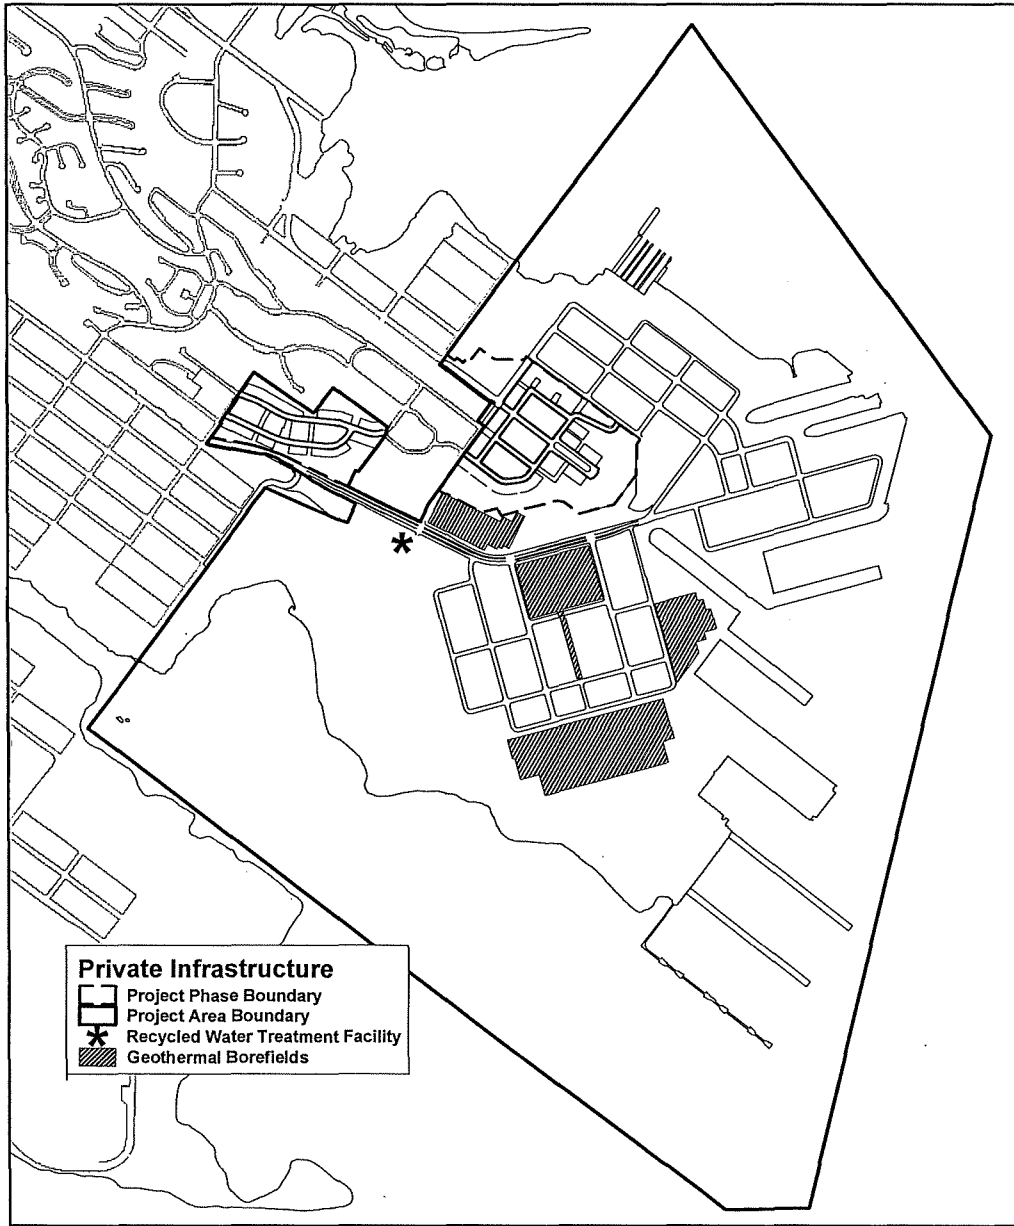 Private Infrastructure
Project Phase Boundary
Project Area Boundary
Recycled Water Treatment Facility
Geothermal Borefields